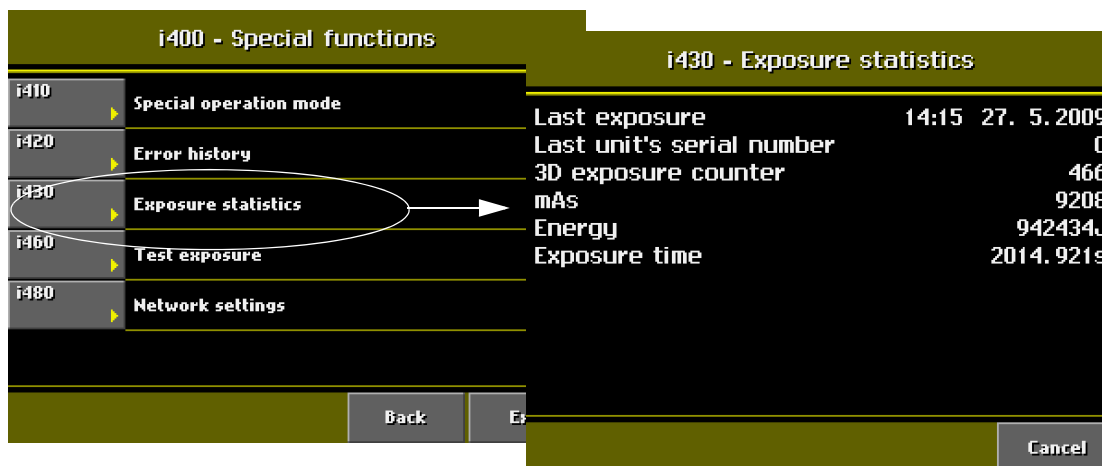 i400 - Special functions
i410
Special operation mode
i420
Error history
i430
Exposure statistics
i460
Test exposure
i480
Network settings
Back
i430 - Exposure statistics
Last exposure 14:15 27. 5.2009
Last unit's serial number
3D exposure counter 466
mAs 9208
Energy 942434J
Exposure time 2014.921s
Cancel